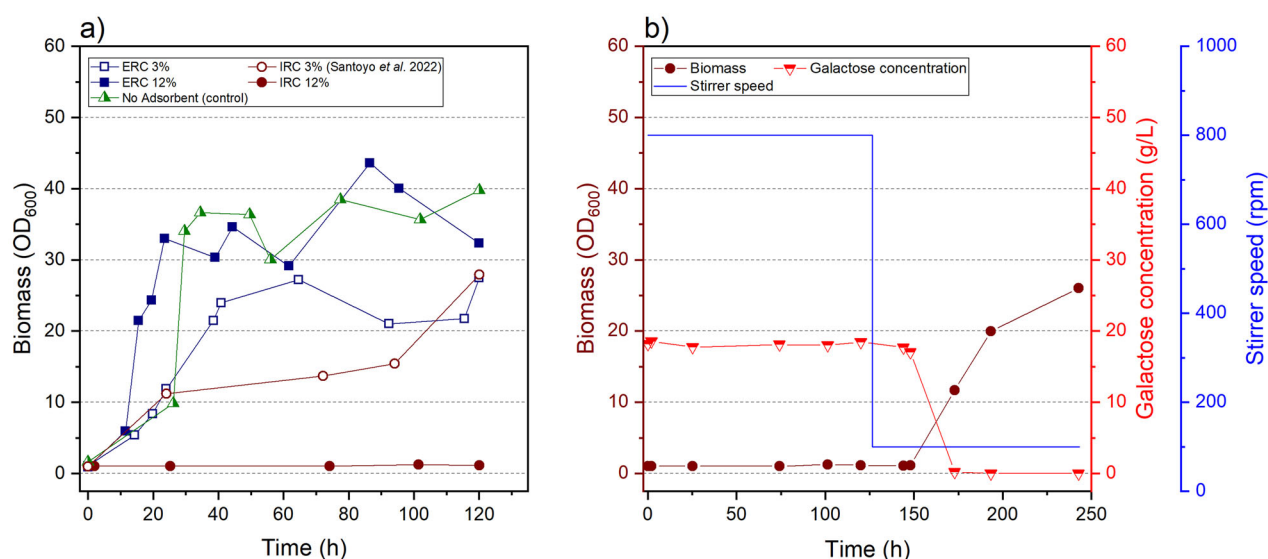 a)
60
50
40
30
20
10
0
Biomass (OD600)
ERC 3%
IRC 3% (Santoyo et al. 2022)
ERC 12%
IRC 12%
No Adsorbent (control)
0 20 40 60 80 100 120
Time (h)
b)
60
50
40
30
20
10
0
Biomass (OD600)
Biomass
Galactose concentration
Stirrer speed
0 50 100 150 200 250
Time (h)
60
50
40
30
20
10
0
Galactose concentration (g/L)
1000
800
600
400
200
0
Stirrer speed (rpm)